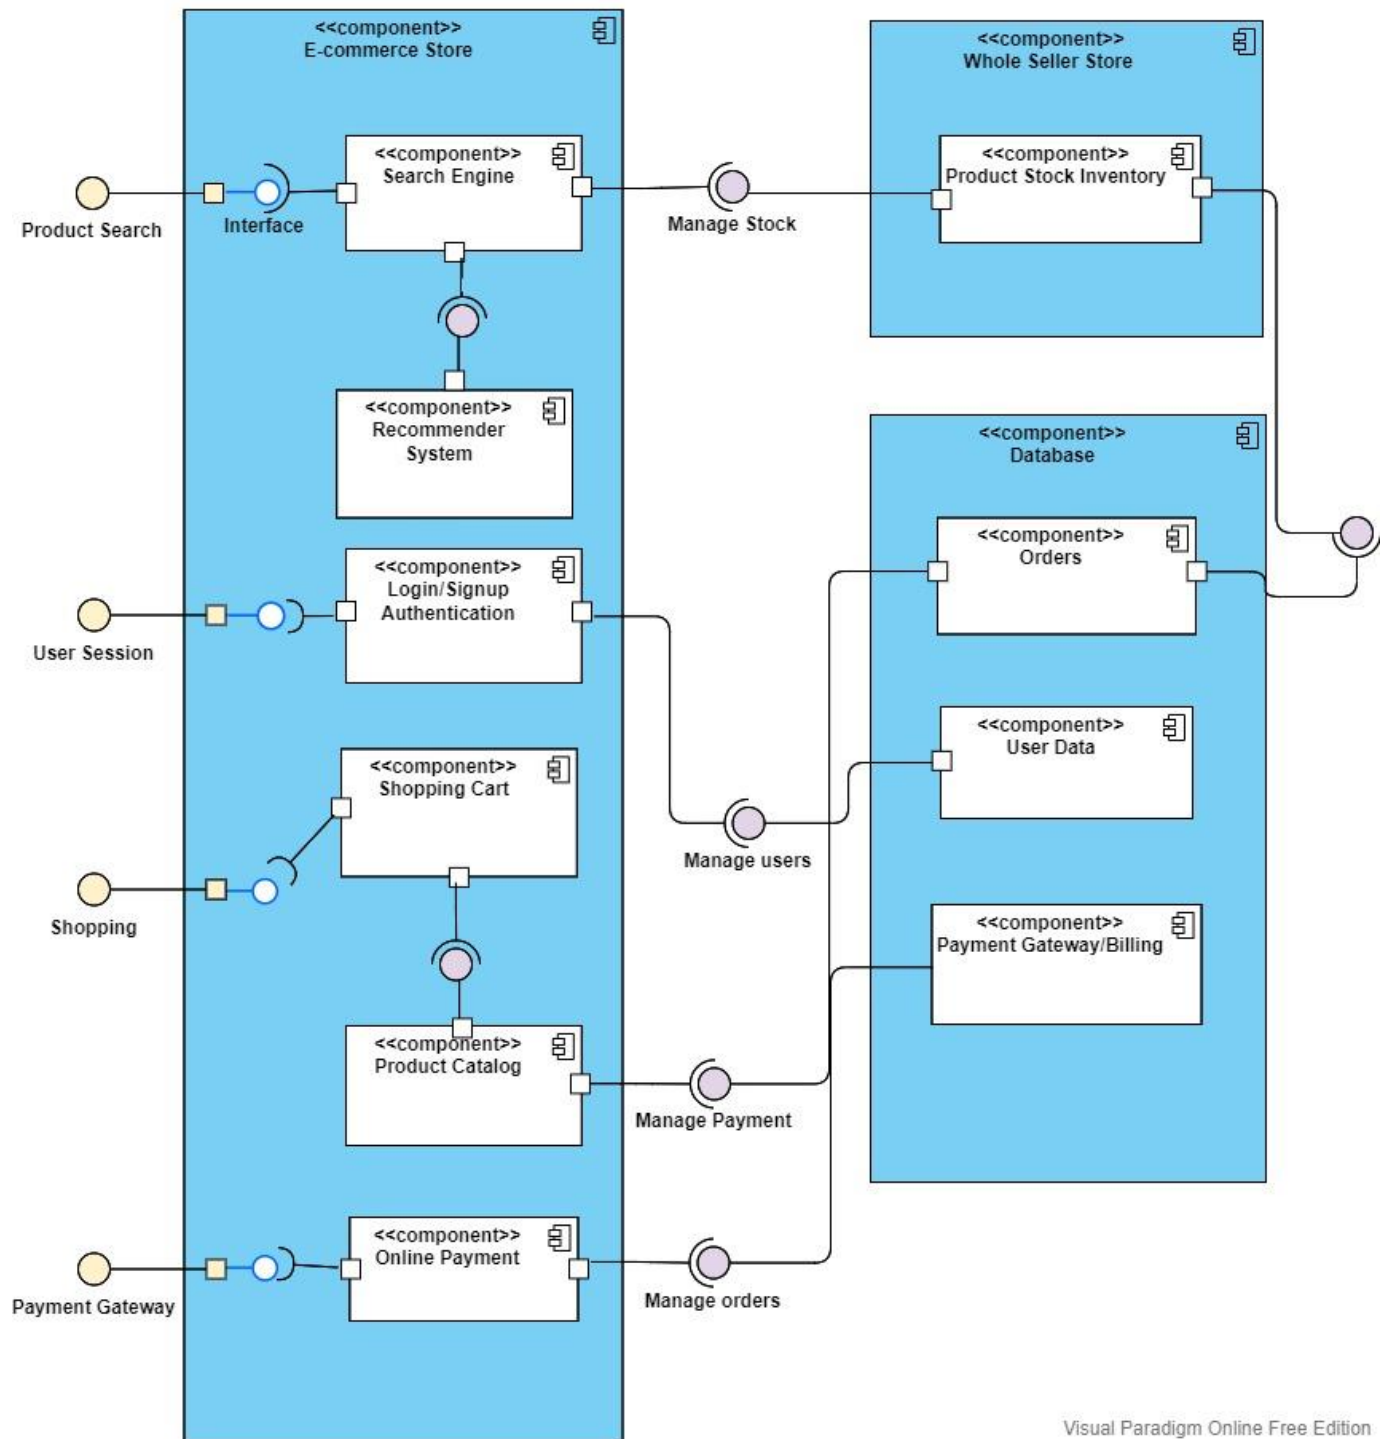 <<component>>
E-commerce Store
<<component>>
Whole Seller Store
<<component>>
Search Engine
<<component>>
Product Stock Inventory
Product Search
Interface
Manage Stock
<<component>>
Recommender
System
<<component>>
Database
<<component>>
Orders
<<component>>
Login/Signup
Authentication
User Session
<<component>>
User Data
<<component>>
Shopping Cart
Manage users
Shopping
<<component>>
Payment Gateway/Billing
<<component>>
Product Catalog
Manage Payment
<<component>>
Online Payment
Payment Gateway
Manage orders
Visual Paradigm Online Free Edition